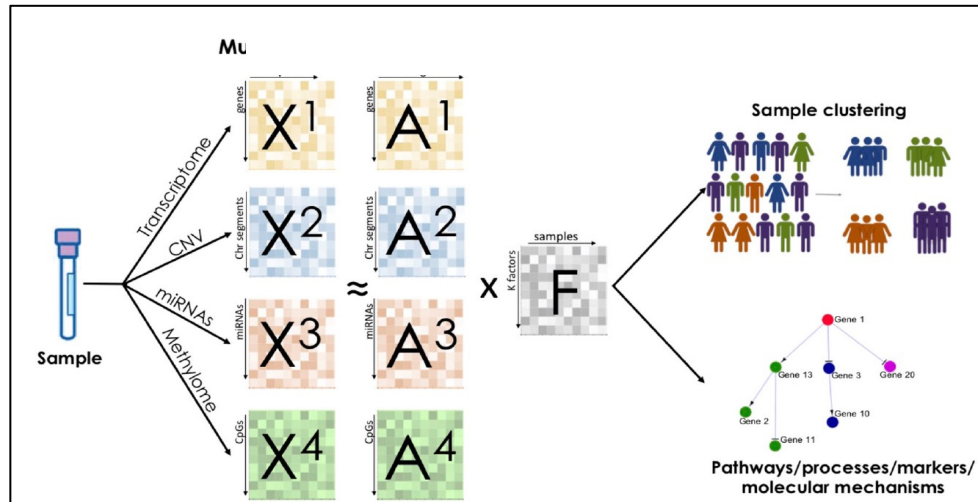 Mu
genes
X1
genes
A1
Sample clustering
Transcriptome
CNV
miRNAs
Methylome
Sample
Chr segments
X2
Chr segments
A2
≈
x
samples
K factors
F
miRNAs
X3
miRNAs
A3
Gene 1
Gene 13
Gene 3
Gene 20
Gene 2
Gene 10
Gene 11
CpGs
X4
CpGs
A4
Pathways/processes/markers/
molecular mechanisms